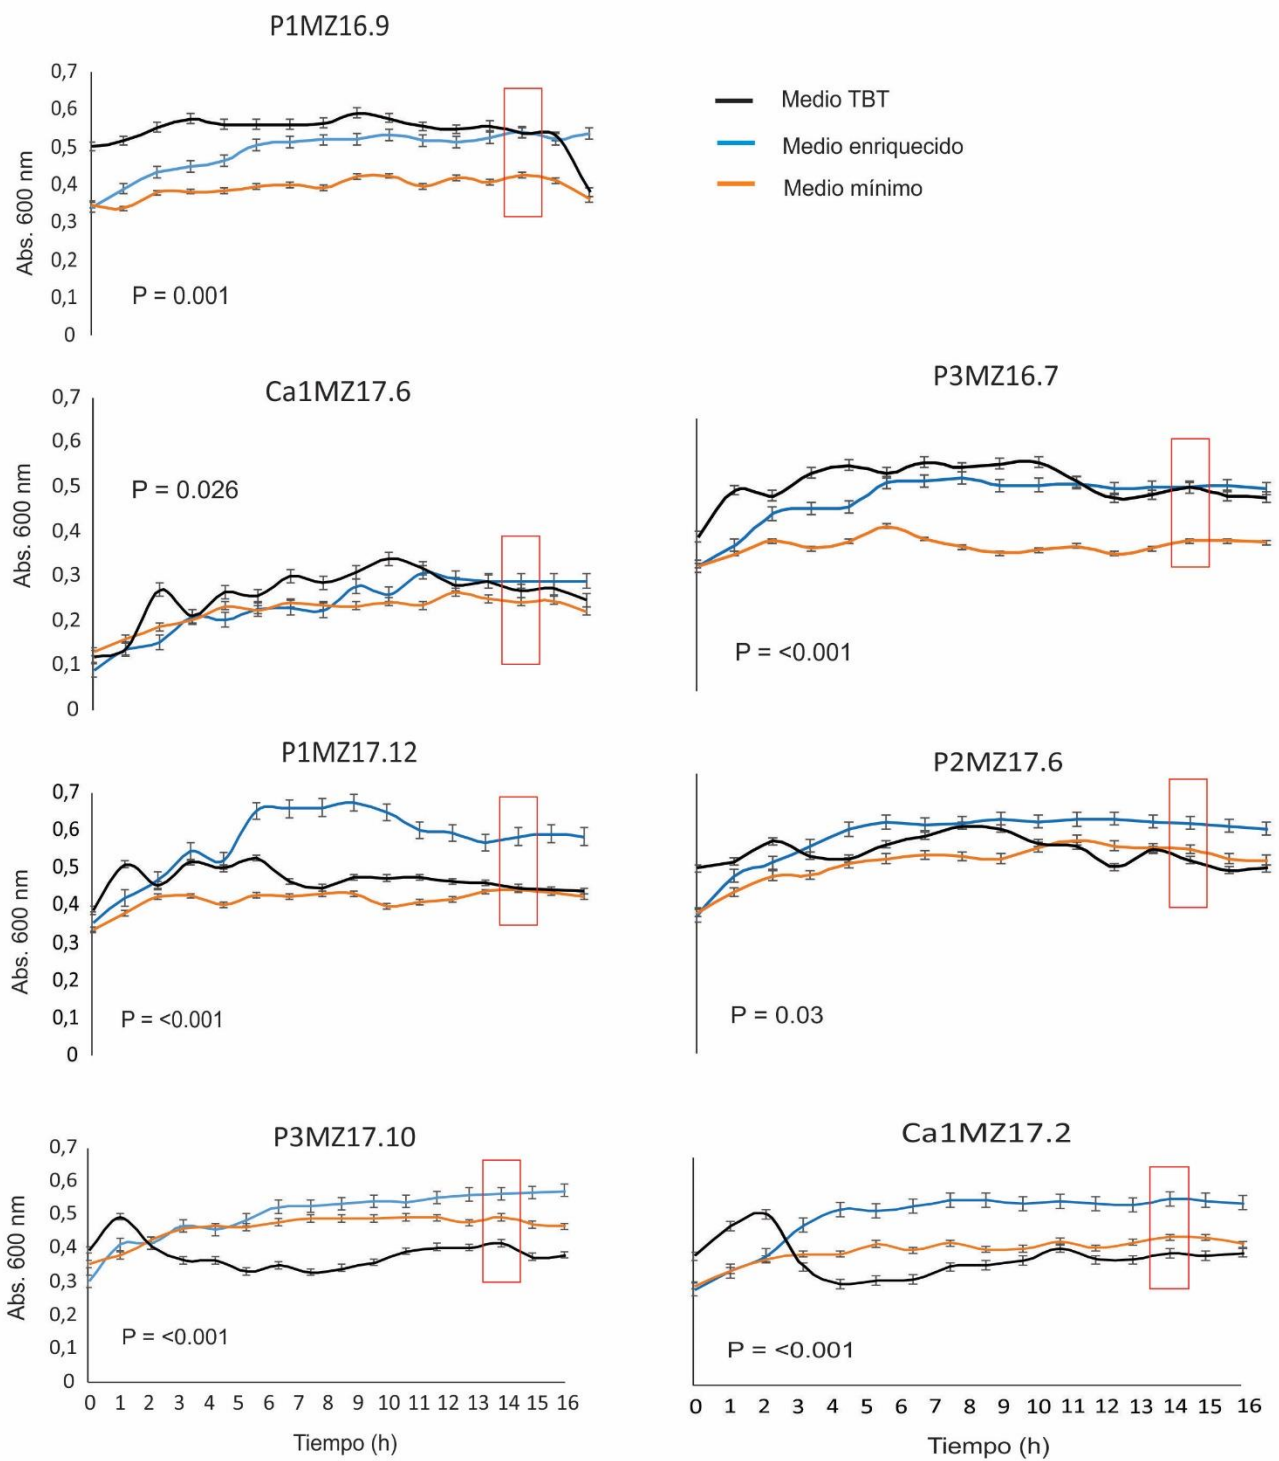 P1MZ16.9
0,7
0,6
0,5
0,4
0,3
0,2
0,1
0
Abs. 600 nm
P = 0.001
Medio TBT
Medio enriquecido
Medio mínimo
Ca1MZ17.6
0,7
0,6
0,5
0,4
0,3
0,2
0,1
0
Abs. 600 nm
P = 0.026
P3MZ16.7
P = <0.001
P1MZ17.12
0,7
0,6
0,5
0,4
0,3
0,2
0,1
0
Abs. 600 nm
P = <0.001
P2MZ17.6
P = 0.03
P3MZ17.10
0,7
0,6
0,5
0,4
0,3
0,2
0,1
0
Abs. 600 nm
P = <0.001
0 1 2 3 4 5 6 7 8 9 10 11 12 13 14 15 16
Tiempo (h)
Ca1MZ17.2
P = <0.001
0 1 2 3 4 5 6 7 8 9 10 11 12 13 14 15 16
Tiempo (h)